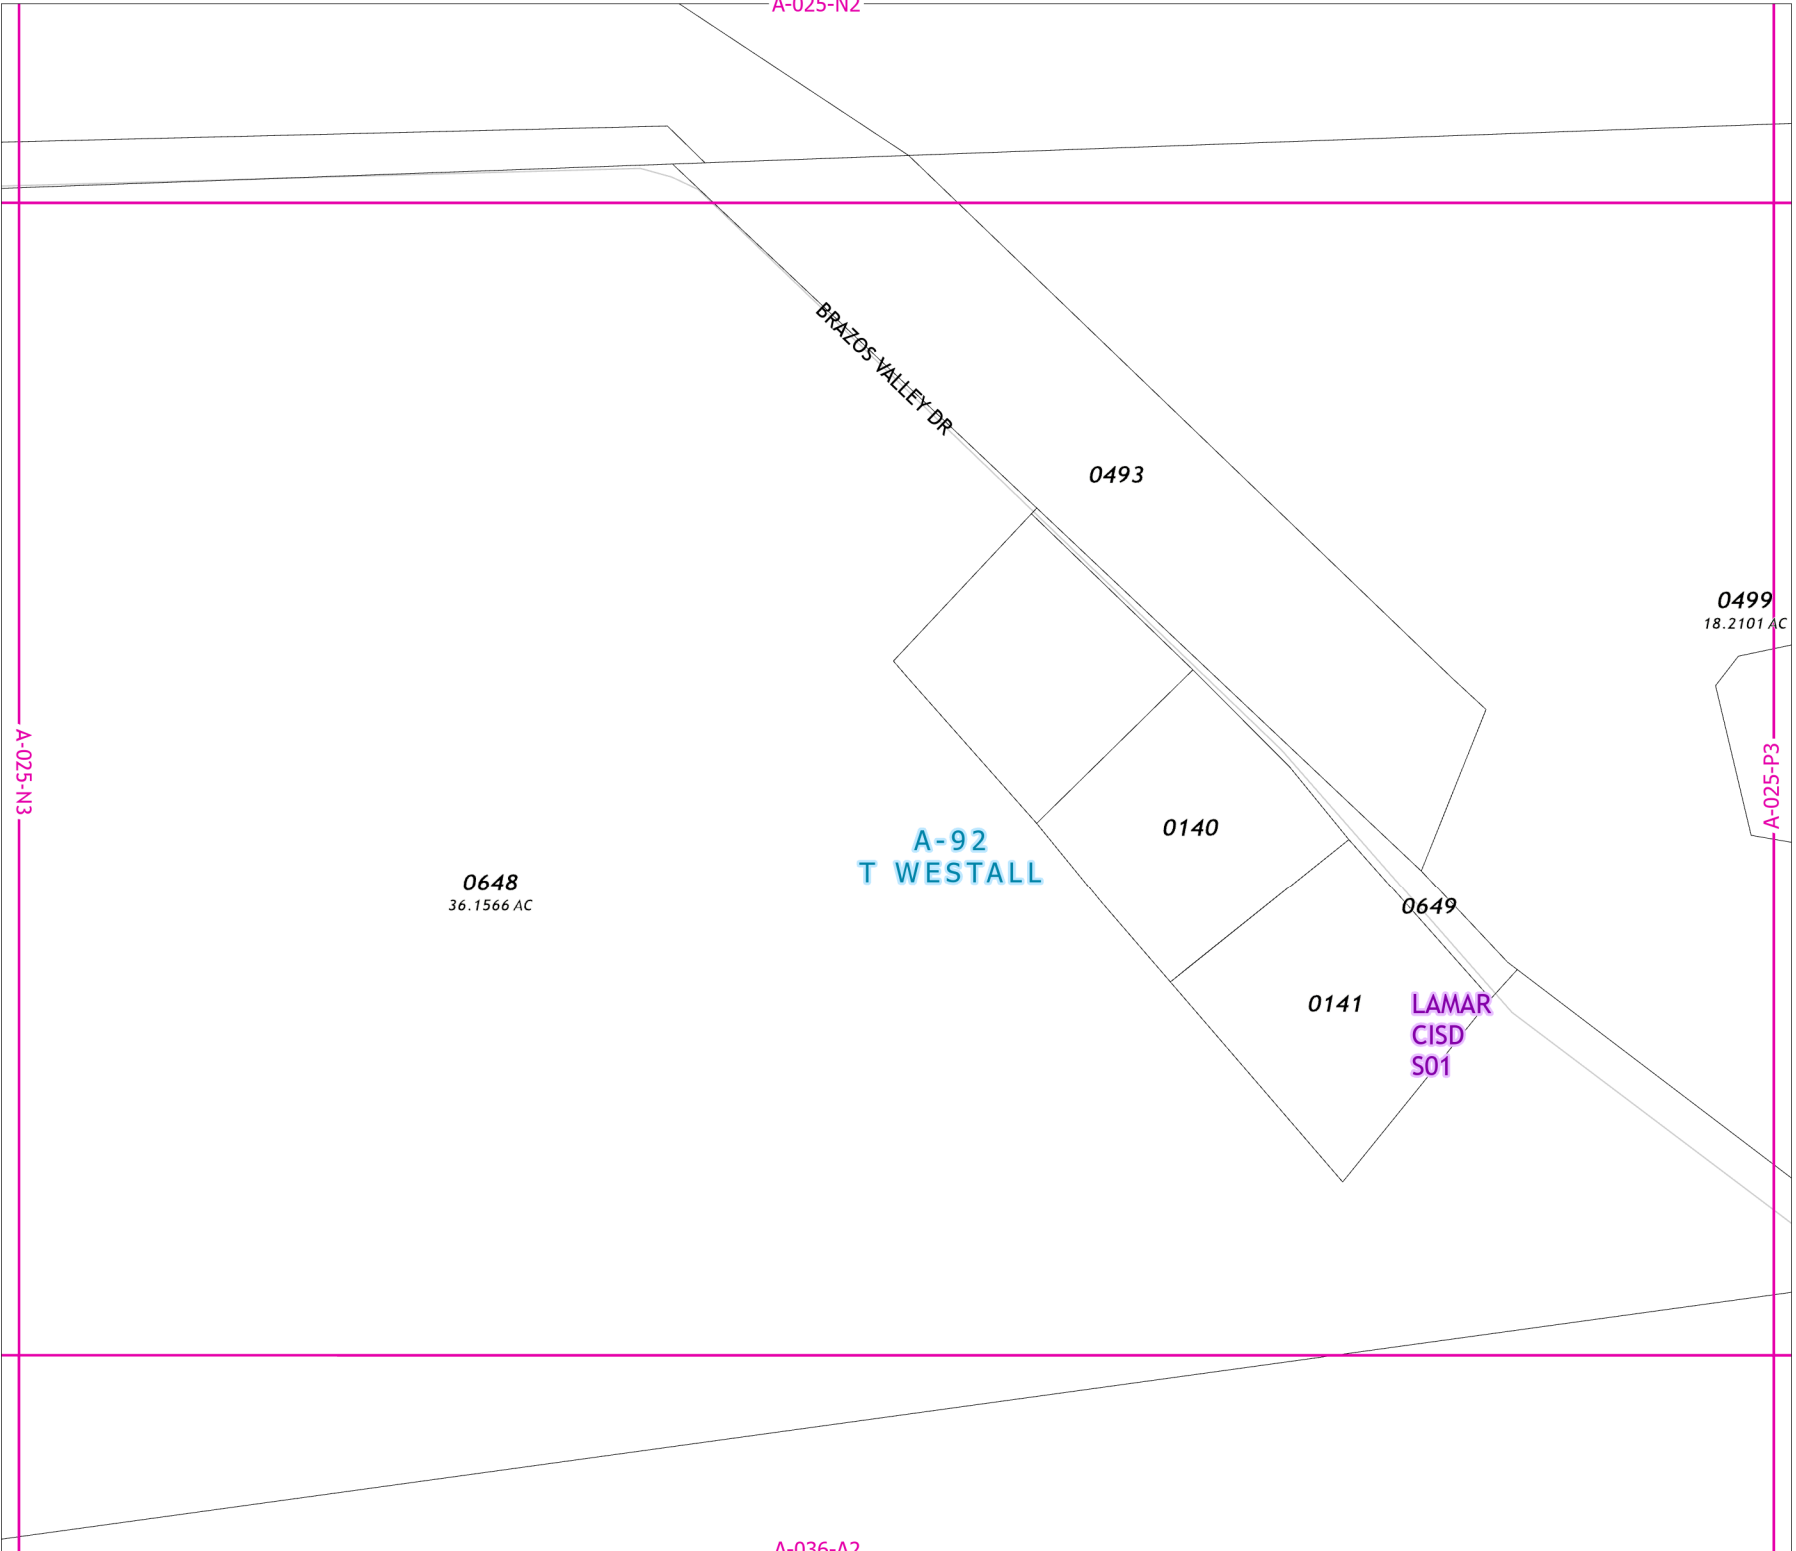 A-025-N2
BRAZOS VALLEY DR
0493
0499
18.2101 AC
A-025-N3
A-025-P3
0140
A-92
T WESTALL
0648
36.1566 AC
0649
0141
LAMAR
CISD
S01
A-036-A2